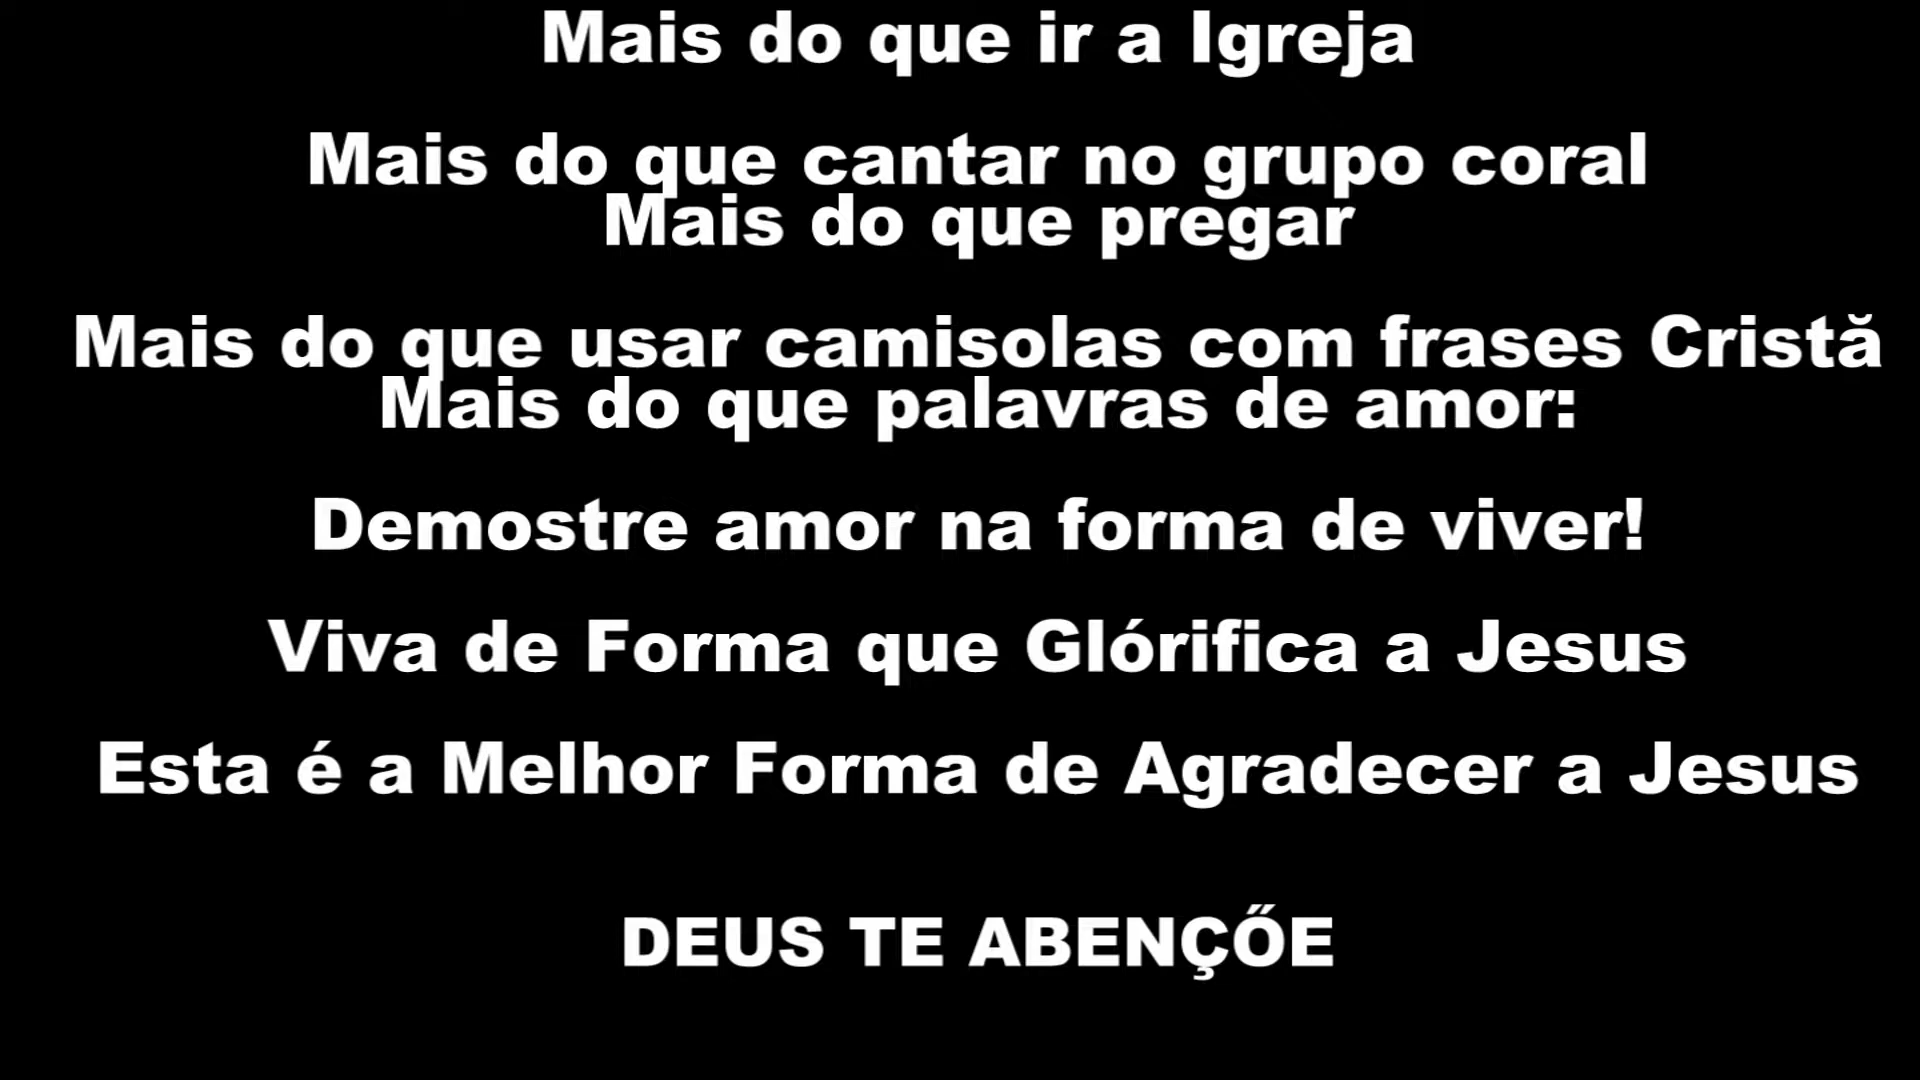 Mais do que ir a Igreja
Mais do que cantar no grupo coral
Mais do que pregar
Mais do que usar camisolas com frases Cristă
Mais do que palavras de amor:
Demostre amor na forma de viver!
Viva de Forma que Glórifica a Jesus
Esta é a Melhor Forma de Agradecer a Jesus
DEUS TE ABENÇŐE